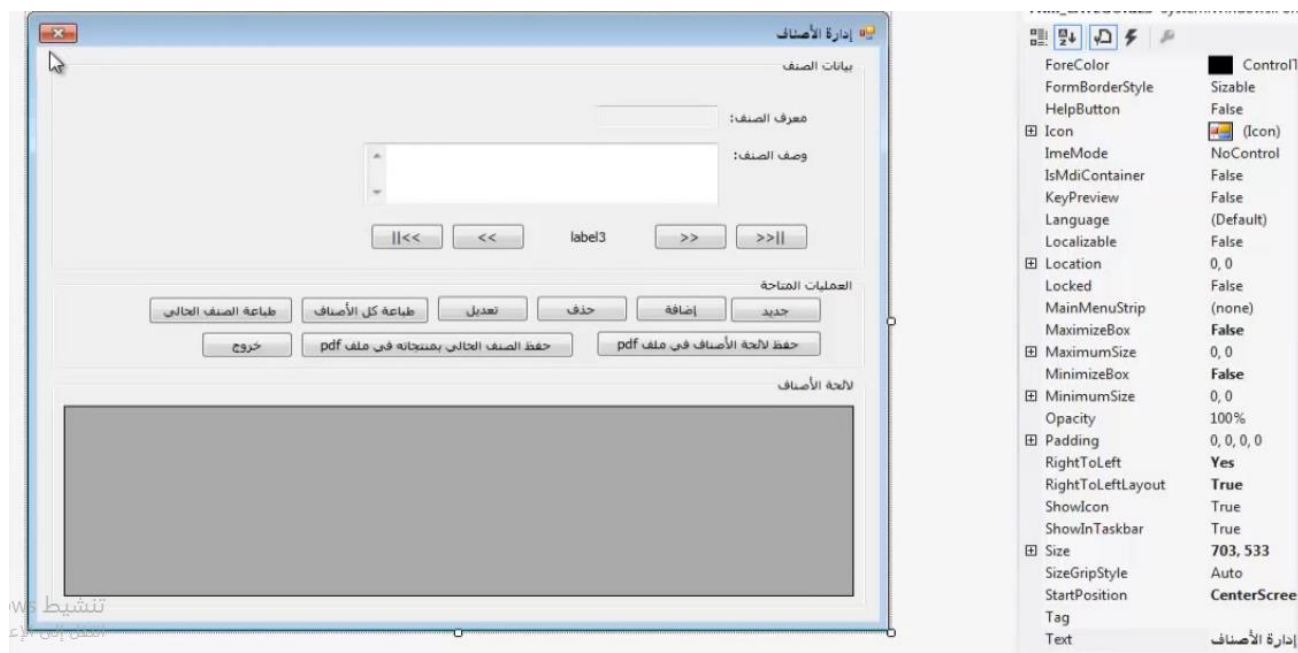 إدارة الأصناف
بيانات الصنف
معرف الصنف:
وصف الصنف:
||<< << label3 >> >>||
العمليات المتاحة
جديد إضافة حذف تعديل طباعة كل الأصناف طباعة الصنف الحالي
حفظ لائحة الأصناف في ملف pdf حفظ الصنف الحالي بمنتجاته في ملف pdf خروج
لائحة الأصناف
تنشيط
ForeColor Control
FormBorderStyle Sizable
HelpButton False
Icon (Icon)
ImeMode NoControl
IsMdiContainer False
KeyPreview False
Language (Default)
Localizable False
Location 0, 0
Locked False
MainMenuStrip (none)
MaximizeBox False
MaximumSize 0, 0
MinimizeBox False
MinimumSize 0, 0
Opacity 100%
Padding 0, 0, 0, 0
RightToLeft Yes
RightToLeftLayout True
ShowIcon True
ShowInTaskbar True
Size 703, 533
SizeGripStyle Auto
StartPosition CenterScree
Tag
Text إدارة الأصناف